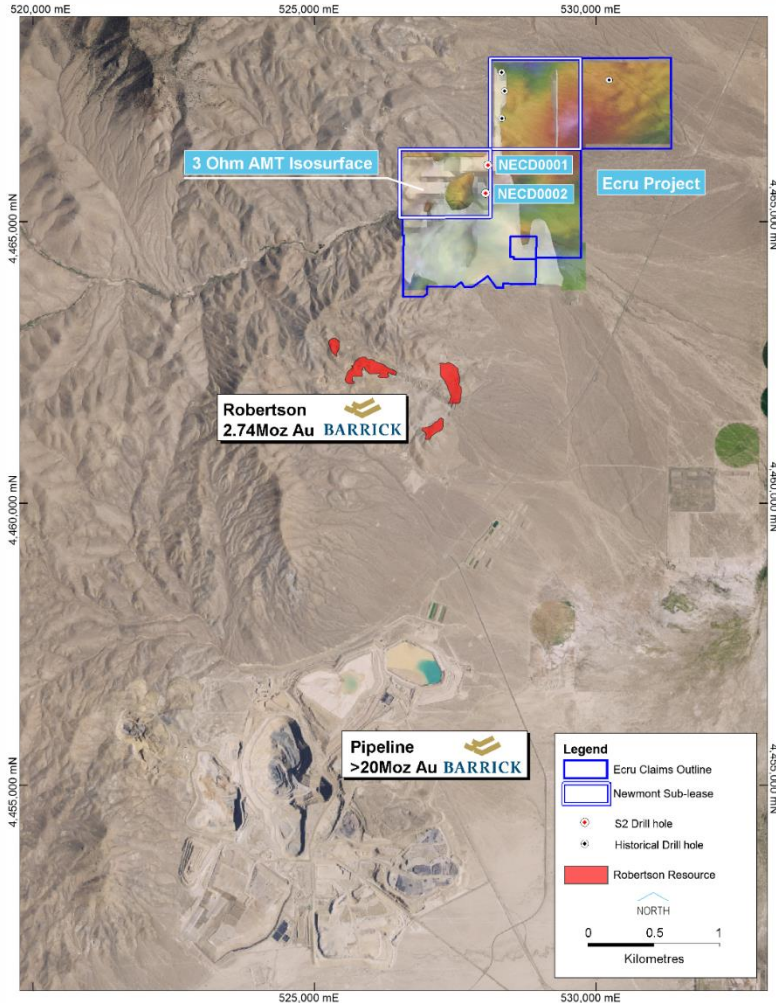 520,000 mE
525,000 mE
530,000 mE
4,465,000 mN
4,465,000 mN
3 Ohm AMT Isosurface
NECD0001
NECD0002
Ecru Project
Robertson
2.74Moz Au BARRICK
4,460,000 mN
4,460,000 mN
Pipeline
>20Moz Au BARRICK
4,455,000 mN
4,455,000 mN
Legend
Ecru Claims Outline
Newmont Sub-lease
S2 Drill hole
Historical Drill hole
Robertson Resource
NORTH
0 0.5 1
Kilometres
525,000 mE
530,000 mE